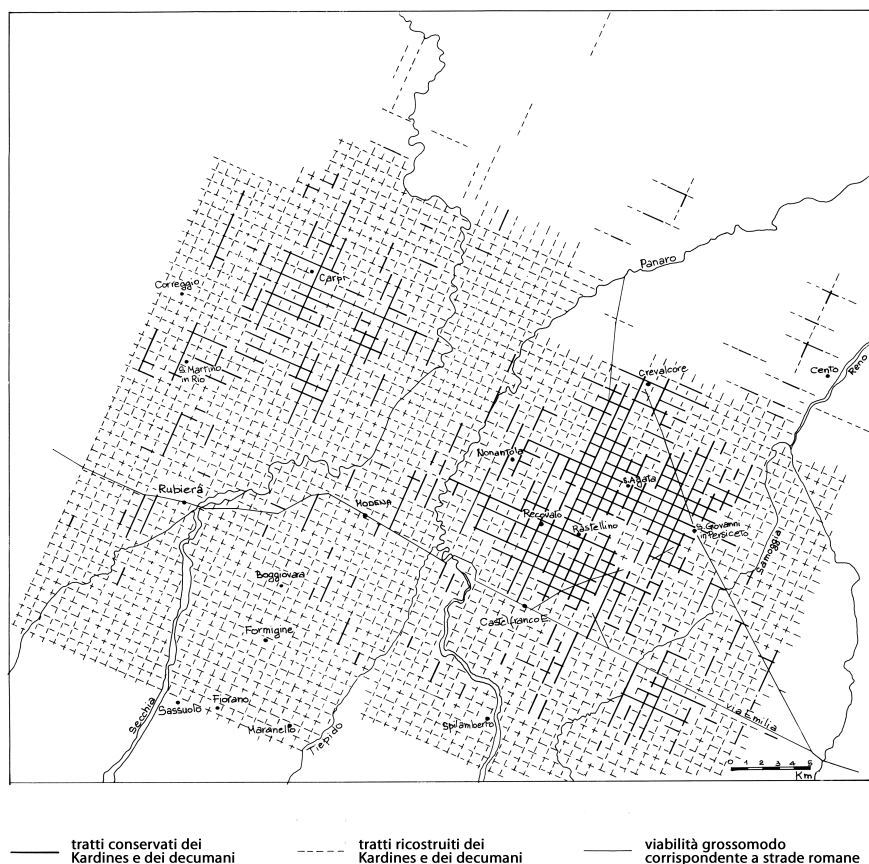 Panaro
Carpi
Correggio
Cento
Reno
S. Martino
in Rio
Crevalcore
Nonantola
S. Agata
Rubiera
MODENA
Recovato
Rastellino
S. Giovanni
in Persiceto
Samoggia
Boggiovara
Castelfranco E.
Formigine
Secchia
Sassuolo
Fiorano
Maranello
Tiepido
Spilamberto
Via Emilia
0 1 2 3 4 5
Km
tratti conservati dei
Kardines e dei decumani
tratti ricostruiti dei
Kardines e dei decumani
viabilità grossomodo
corrispondente a strade romane